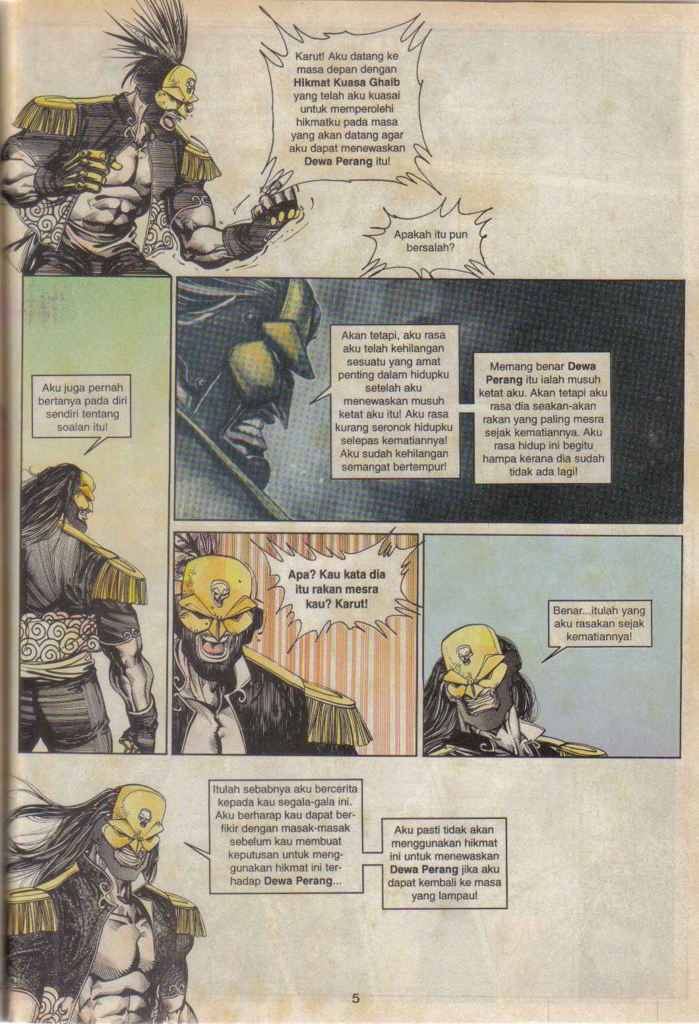 Karut! Aku datang ke
masa depan dengan
Hikmat Kuasa Ghaib
yang telah aku kuasai
untuk memperolehi
hikmatku pada masa
yang akan datang agar
aku dapat menewaskan
Dewa Perang itu!
Apakah itu pun
bersalah?
Aku juga pernah
bertanya pada diri
sendiri tentang
soalan itu!
Akan tetapi, aku rasa
aku telah kehilangan
sesuatu yang amat
penting dalam hidupku
setelah aku
menewaskan musuh
ketat aku itu! Aku rasa
kurang seronok hidupku
selepas kematiannya!
Aku sudah kehilangan
semangat bertempur!
Memang benar Dewa
Perang itu ialah musuh
ketat aku. Akan tetapi aku
rasa dia seakan-akan
rakan yang paling mesra
sejak kematiannya. Aku
rasa hidup ini begitu
hampa kerana dia sudah
tidak ada lagi!
Apa? Kau kata dia
itu rakan mesra
kau? Karut!
Benar...itulah yang
aku rasakan sejak
kematiannya!
Itulah sebabnya aku bercerita
kepada kau segala-gala ini.
Aku berharap kau dapat ber-
fikir dengan masak-masak
sebelum kau membuat
keputusan untuk meng-
gunakan hikmat ini ter-
hadap Dewa Perang...
Aku pasti tidak akan
menggunakan hikmat
ini untuk menewaskan
Dewa Perang jika aku
dapat kembali ke masa
yang lampau!
5